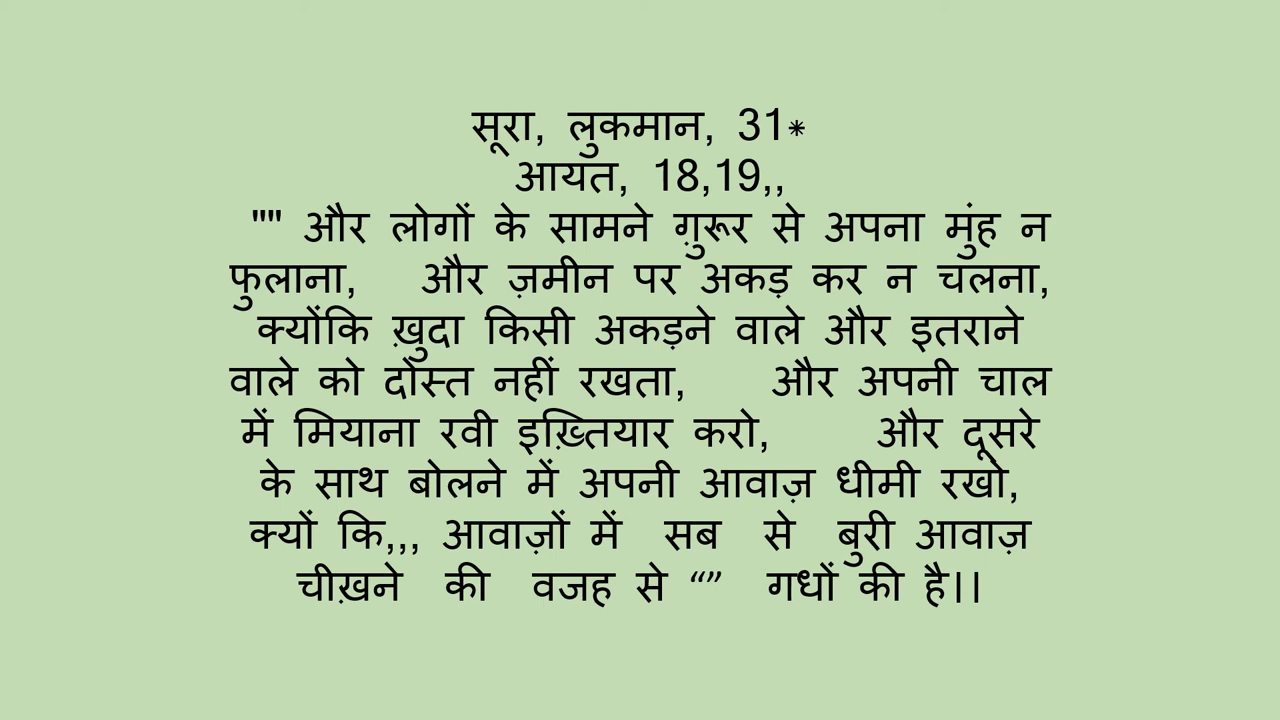 सूरा, लुकमान, 31*
आयत, 18,19,,
"" और लोगों के सामने ग़ुरूर से अपना मुंह न
फुलाना, और ज़मीन पर अकड़ कर न चलना,
क्योंकि ख़ुदा किसी अकड़ने वाले और इतराने
वाले को दोस्त नहीं रखता, और अपनी चाल
में मियाना रवी इख़्तियार करो, और दूसरे
के साथ बोलने में अपनी आवाज़ धीमी रखो,
क्यों कि,,, आवाज़ों में सब से बुरी आवाज़
चीख़ने की वजह से “” गधों की है।।